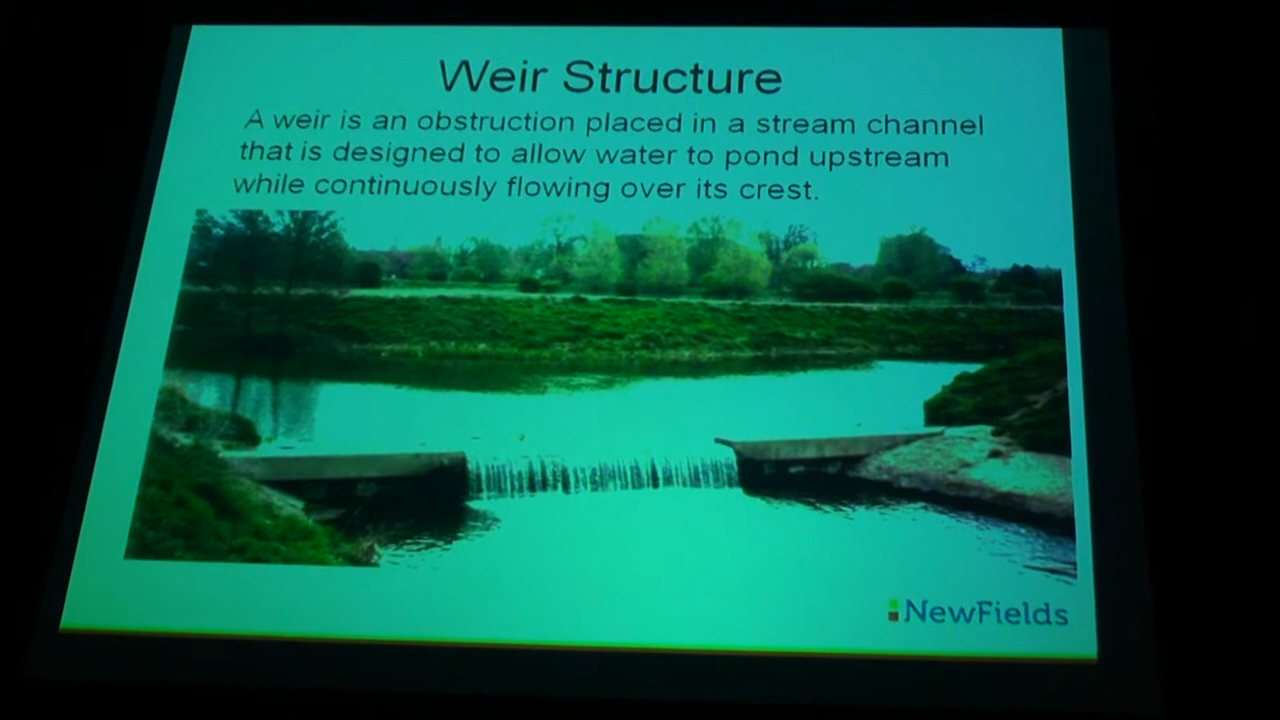 Weir Structure
A weir is an obstruction placed in a stream channel
that is designed to allow water to pond upstream
while continuously flowing over its crest.
NewFields